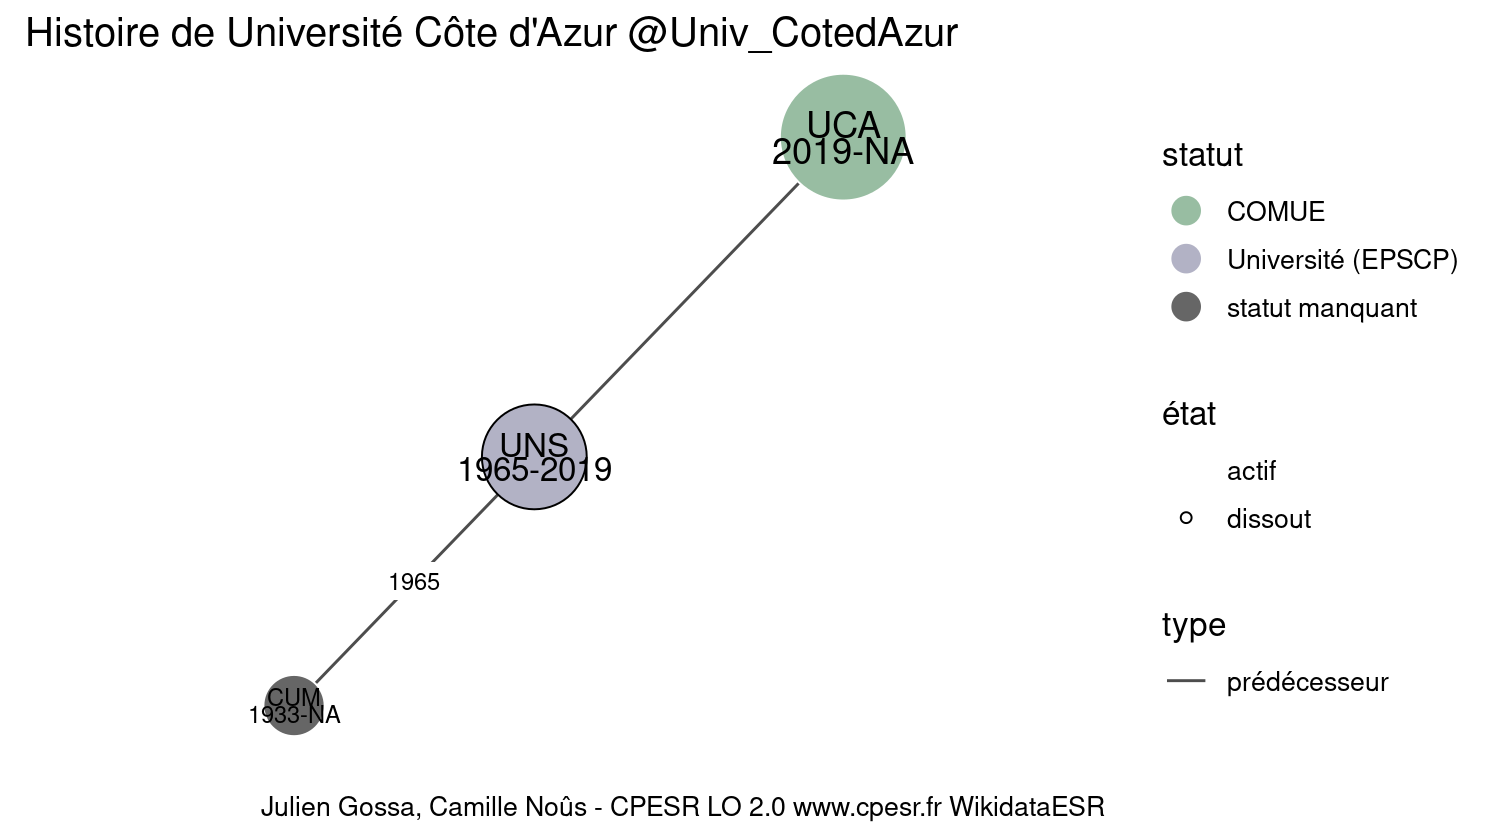 Histoire de Université Côte d'Azur @Univ_CotedAzur
UCA
2019-NA
UNS
1965-2019
1965
CUM
1933-NA
statut
COMUE
Université (EPSCP)
statut manquant
état
actif
dissout
type
prédécesseur
Julien Gossa, Camille Noûs - CPESR LO 2.0 www.cpesr.fr WikidataESR